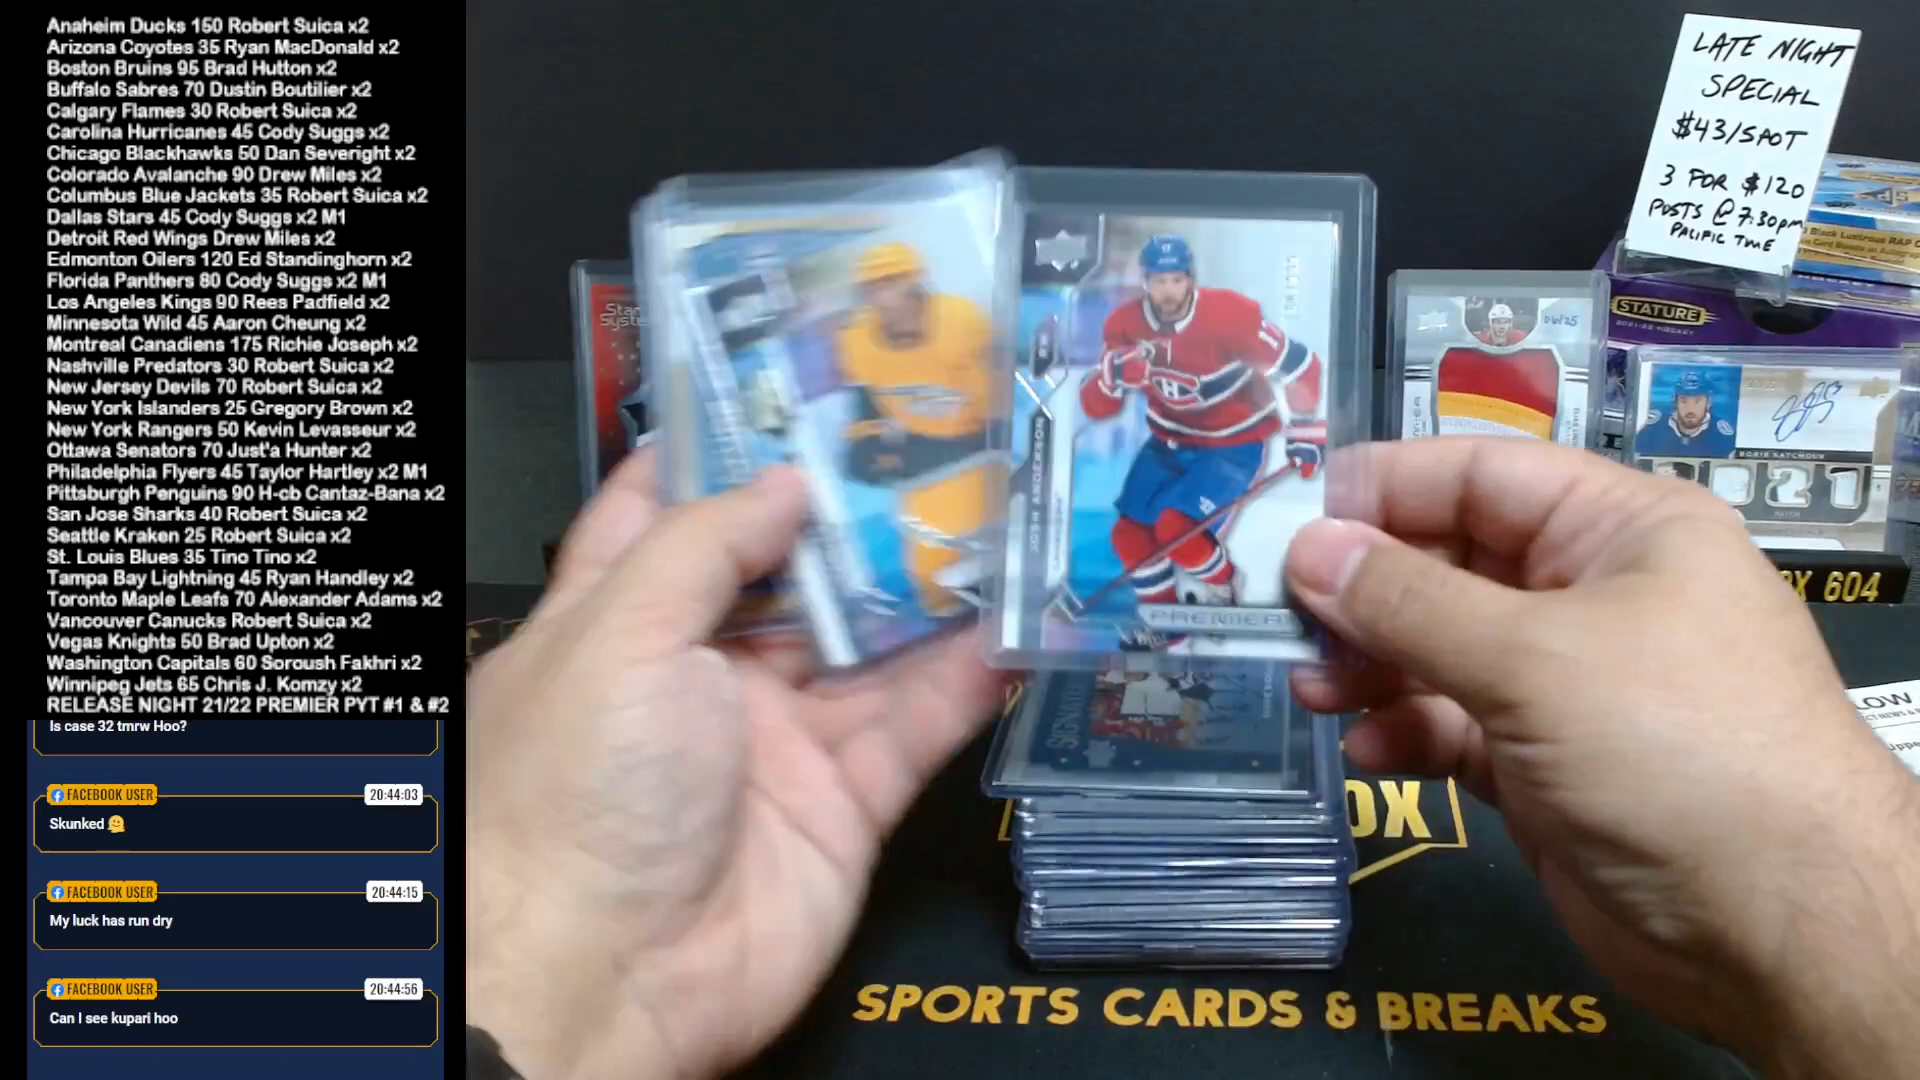 Anaheim Ducks 150 Robert Suica x2
Arizona Coyotes 35 Ryan MacDonald x2
Boston Bruins 95 Brad Hutton x2
Buffalo Sabres 70 Dustin Boutilier x2
Calgary Flames 30 Robert Suica x2
Carolina Hurricanes 45 Cody Suggs x2
Chicago Blackhawks 50 Dan Severight x2
Colorado Avalanche 90 Drew Miles x2
Columbus Blue Jackets 35 Robert Suica x2
Dallas Stars 45 Cody Suggs x2 M1
Detroit Red Wings Drew Miles x2
Edmonton Oilers 120 Ed Standinghorn x2
Florida Panthers 80 Cody Suggs x2 M1
Los Angeles Kings 90 Rees Padfield x2
Minnesota Wild 45 Aaron Cheung x2
Montreal Canadiens 175 Richie Joseph x2
Nashville Predators 30 Robert Suica x2
New Jersey Devils 70 Robert Suica x2
New York Islanders 25 Gregory Brown x2
New York Rangers 50 Kevin Levasseur x2
Ottawa Senators 70 Just'a Hunter x2
Philadelphia Flyers 45 Taylor Hartley x2 M1
Pittsburgh Penguins 90 H-cb Cantaz-Bana x2
San Jose Sharks 40 Robert Suica x2
Seattle Kraken 25 Robert Suica x2
St. Louis Blues 35 Tino Tino x2
Tampa Bay Lightning 45 Ryan Handley x2
Toronto Maple Leafs 70 Alexander Adams x2
Vancouver Canucks Robert Suica x2
Vegas Knights 50 Brad Upton x2
Washington Capitals 60 Soroush Fakhri x2
Winnipeg Jets 65 Chris J. Komzy x2
RELEASE NIGHT 21/22 PREMIER PYT #1 & #2
Is case 32 tmrw Hoo?
FACEBOOK USER 20:44:03
Skunked
FACEBOOK USER 20:44:15
My luck has run dry
FACEBOOK USER 20:44:56
Can I see kupari hoo
LATE NIGHT
SPECIAL
$43/SPOT
3 FOR $120
POSTS @ 7:30pm
PACIFIC TIME
STATURE
06/25
BORIS KATCHOUK
JOSH ANDERSON
PREMIER
OX
X 604
SPORTS CARDS & BREAKS